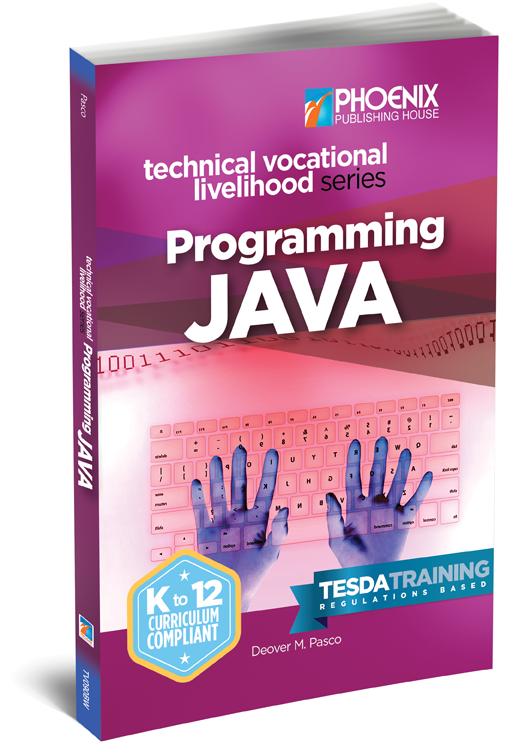 PHOENIX
PUBLISHING HOUSE
technical vocational
livelihood series
Programming
JAVA
K to 12
CURRICULUM
COMPLIANT
TESDA TRAINING
REGULATIONS BASED
Deover M. Pasco
Pasco
technical vocational
livelihood series
Programming
JAVA
TV0908W